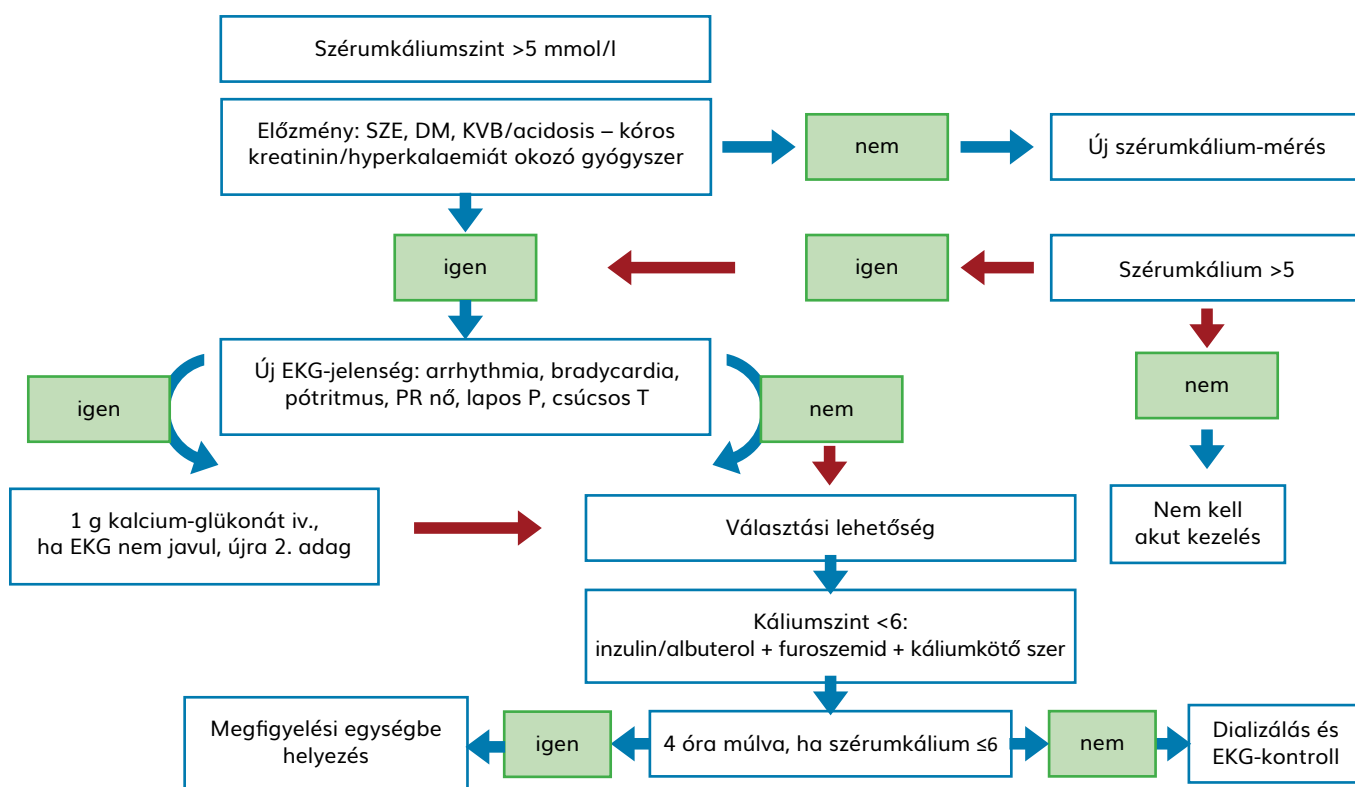 Szérumkáliumszint >5 mmol/l
Előzmény: SZE, DM, KVB/acidosis – kóros
kreatinin/hyperkalaemiát okozó gyógyszer
nem
Új szérumkálium-mérés
igen
igen
Szérumkálium >5
igen
Új EKG-jelenség: arrhythmia, bradycardia,
pótritmus, PR nő, lapos P, csúcsos T
nem
nem
1 g kalcium-glükonát iv.,
ha EKG nem javul, újra 2. adag
Választási lehetőség
Nem kell
akut kezelés
Káliumszint <6:
inzulin/albuterol + furoszemid + káliumkötő szer
Megfigyelési egységbe
helyezés
igen
4 óra múlva, ha szérumkálium ≤6
nem
Dializálás és
EKG-kontroll